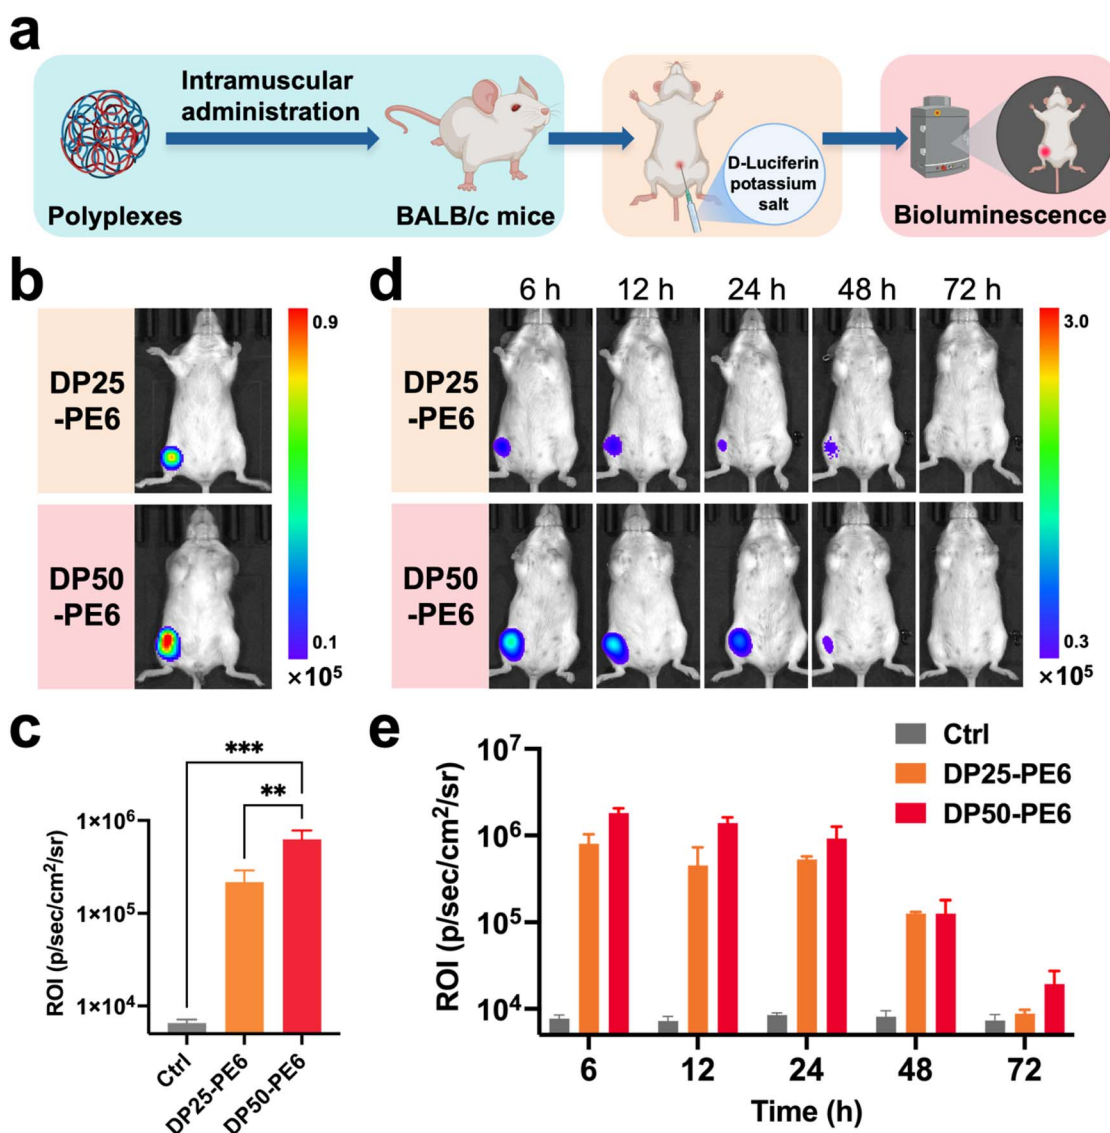 a
Intramuscular
administration
Polyplexes
BALB/c mice
D-Luciferin
potassium
salt
Bioluminescence
b
DP25
-PE6
DP50
-PE6
0.9
0.1
×10⁵
d
6 h
12 h
24 h
48 h
72 h
DP25
-PE6
DP50
-PE6
3.0
0.3
×10⁵
c
***
**
ROI (p/sec/cm²/sr)
1×10⁶
1×10⁵
1×10⁴
Ctrl
DP25-PE6
DP50-PE6
e
Ctrl
DP25-PE6
DP50-PE6
ROI (p/sec/cm²/sr)
10⁷
10⁶
10⁵
10⁴
6
12
24
48
72
Time (h)